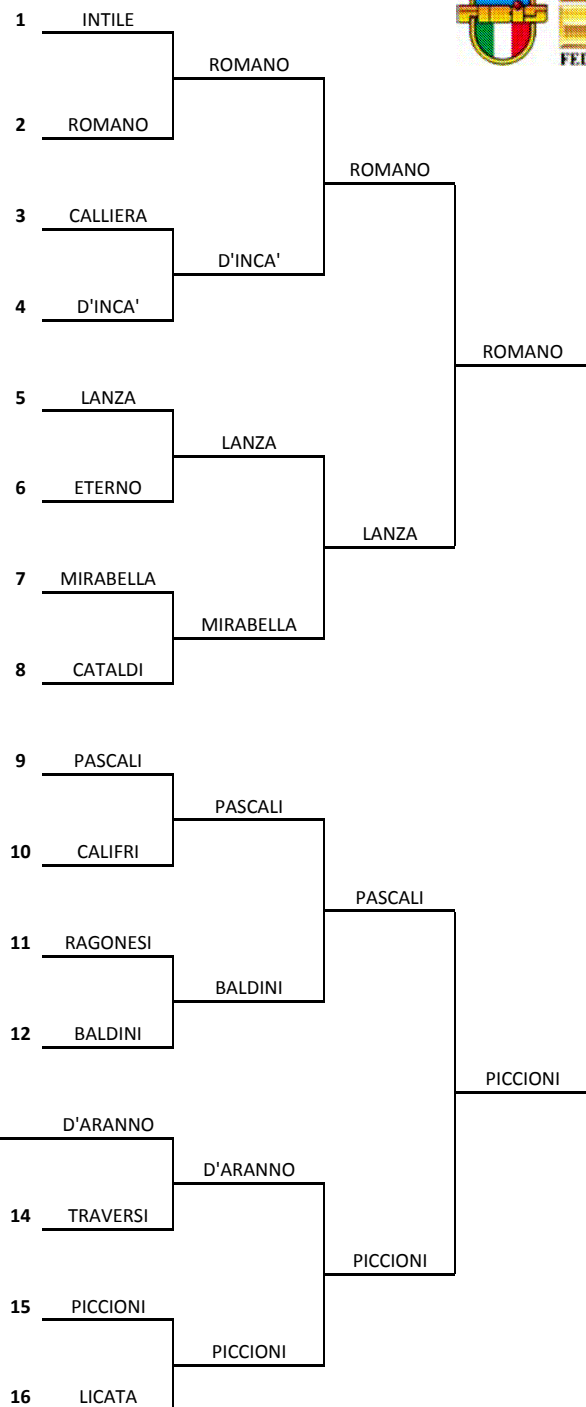 1 INTILE
ROMANO
2 ROMANO
ROMANO
3 CALLIERA
D'INCA'
4 D'INCA'
ROMANO
5 LANZA
LANZA
6 ETERNO
LANZA
7 MIRABELLA
MIRABELLA
8 CATALDI
9 PASCALI
PASCALI
10 CALIFRI
PASCALI
11 RAGONESI
BALDINI
12 BALDINI
PICCIONI
D'ARANNO
D'ARANNO
14 TRAVERSI
PICCIONI
15 PICCIONI
PICCIONI
16 LICATA